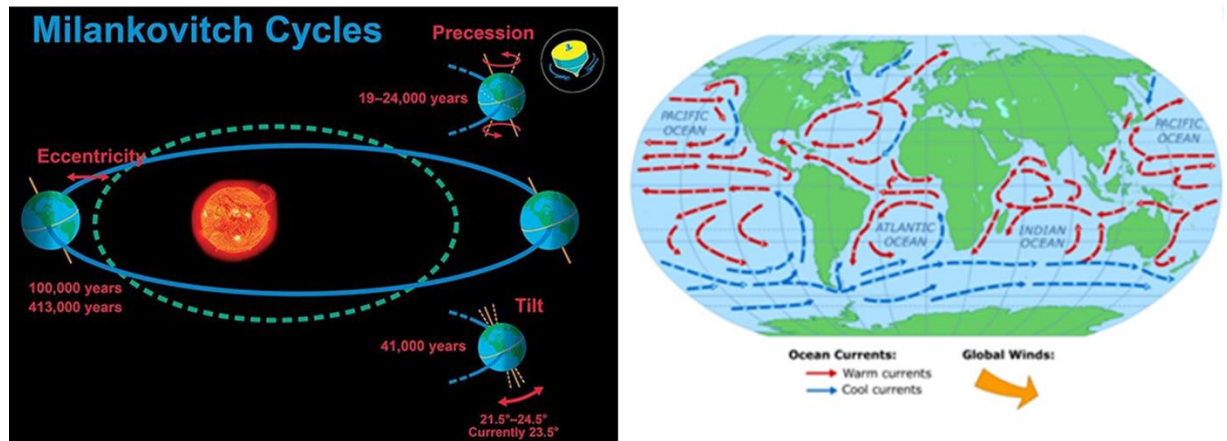 Milankovitch Cycles
Precession
19–24,000 years
Eccentricity
100,000 years
413,000 years
Tilt
41,000 years
21.5°–24.5°
Currently 23.5°
PACIFIC
OCEAN
PACIFIC
OCEAN
ATLANTIC
OCEAN
INDIAN
OCEAN
Ocean Currents:
Warm currents
Cool currents
Global Winds: